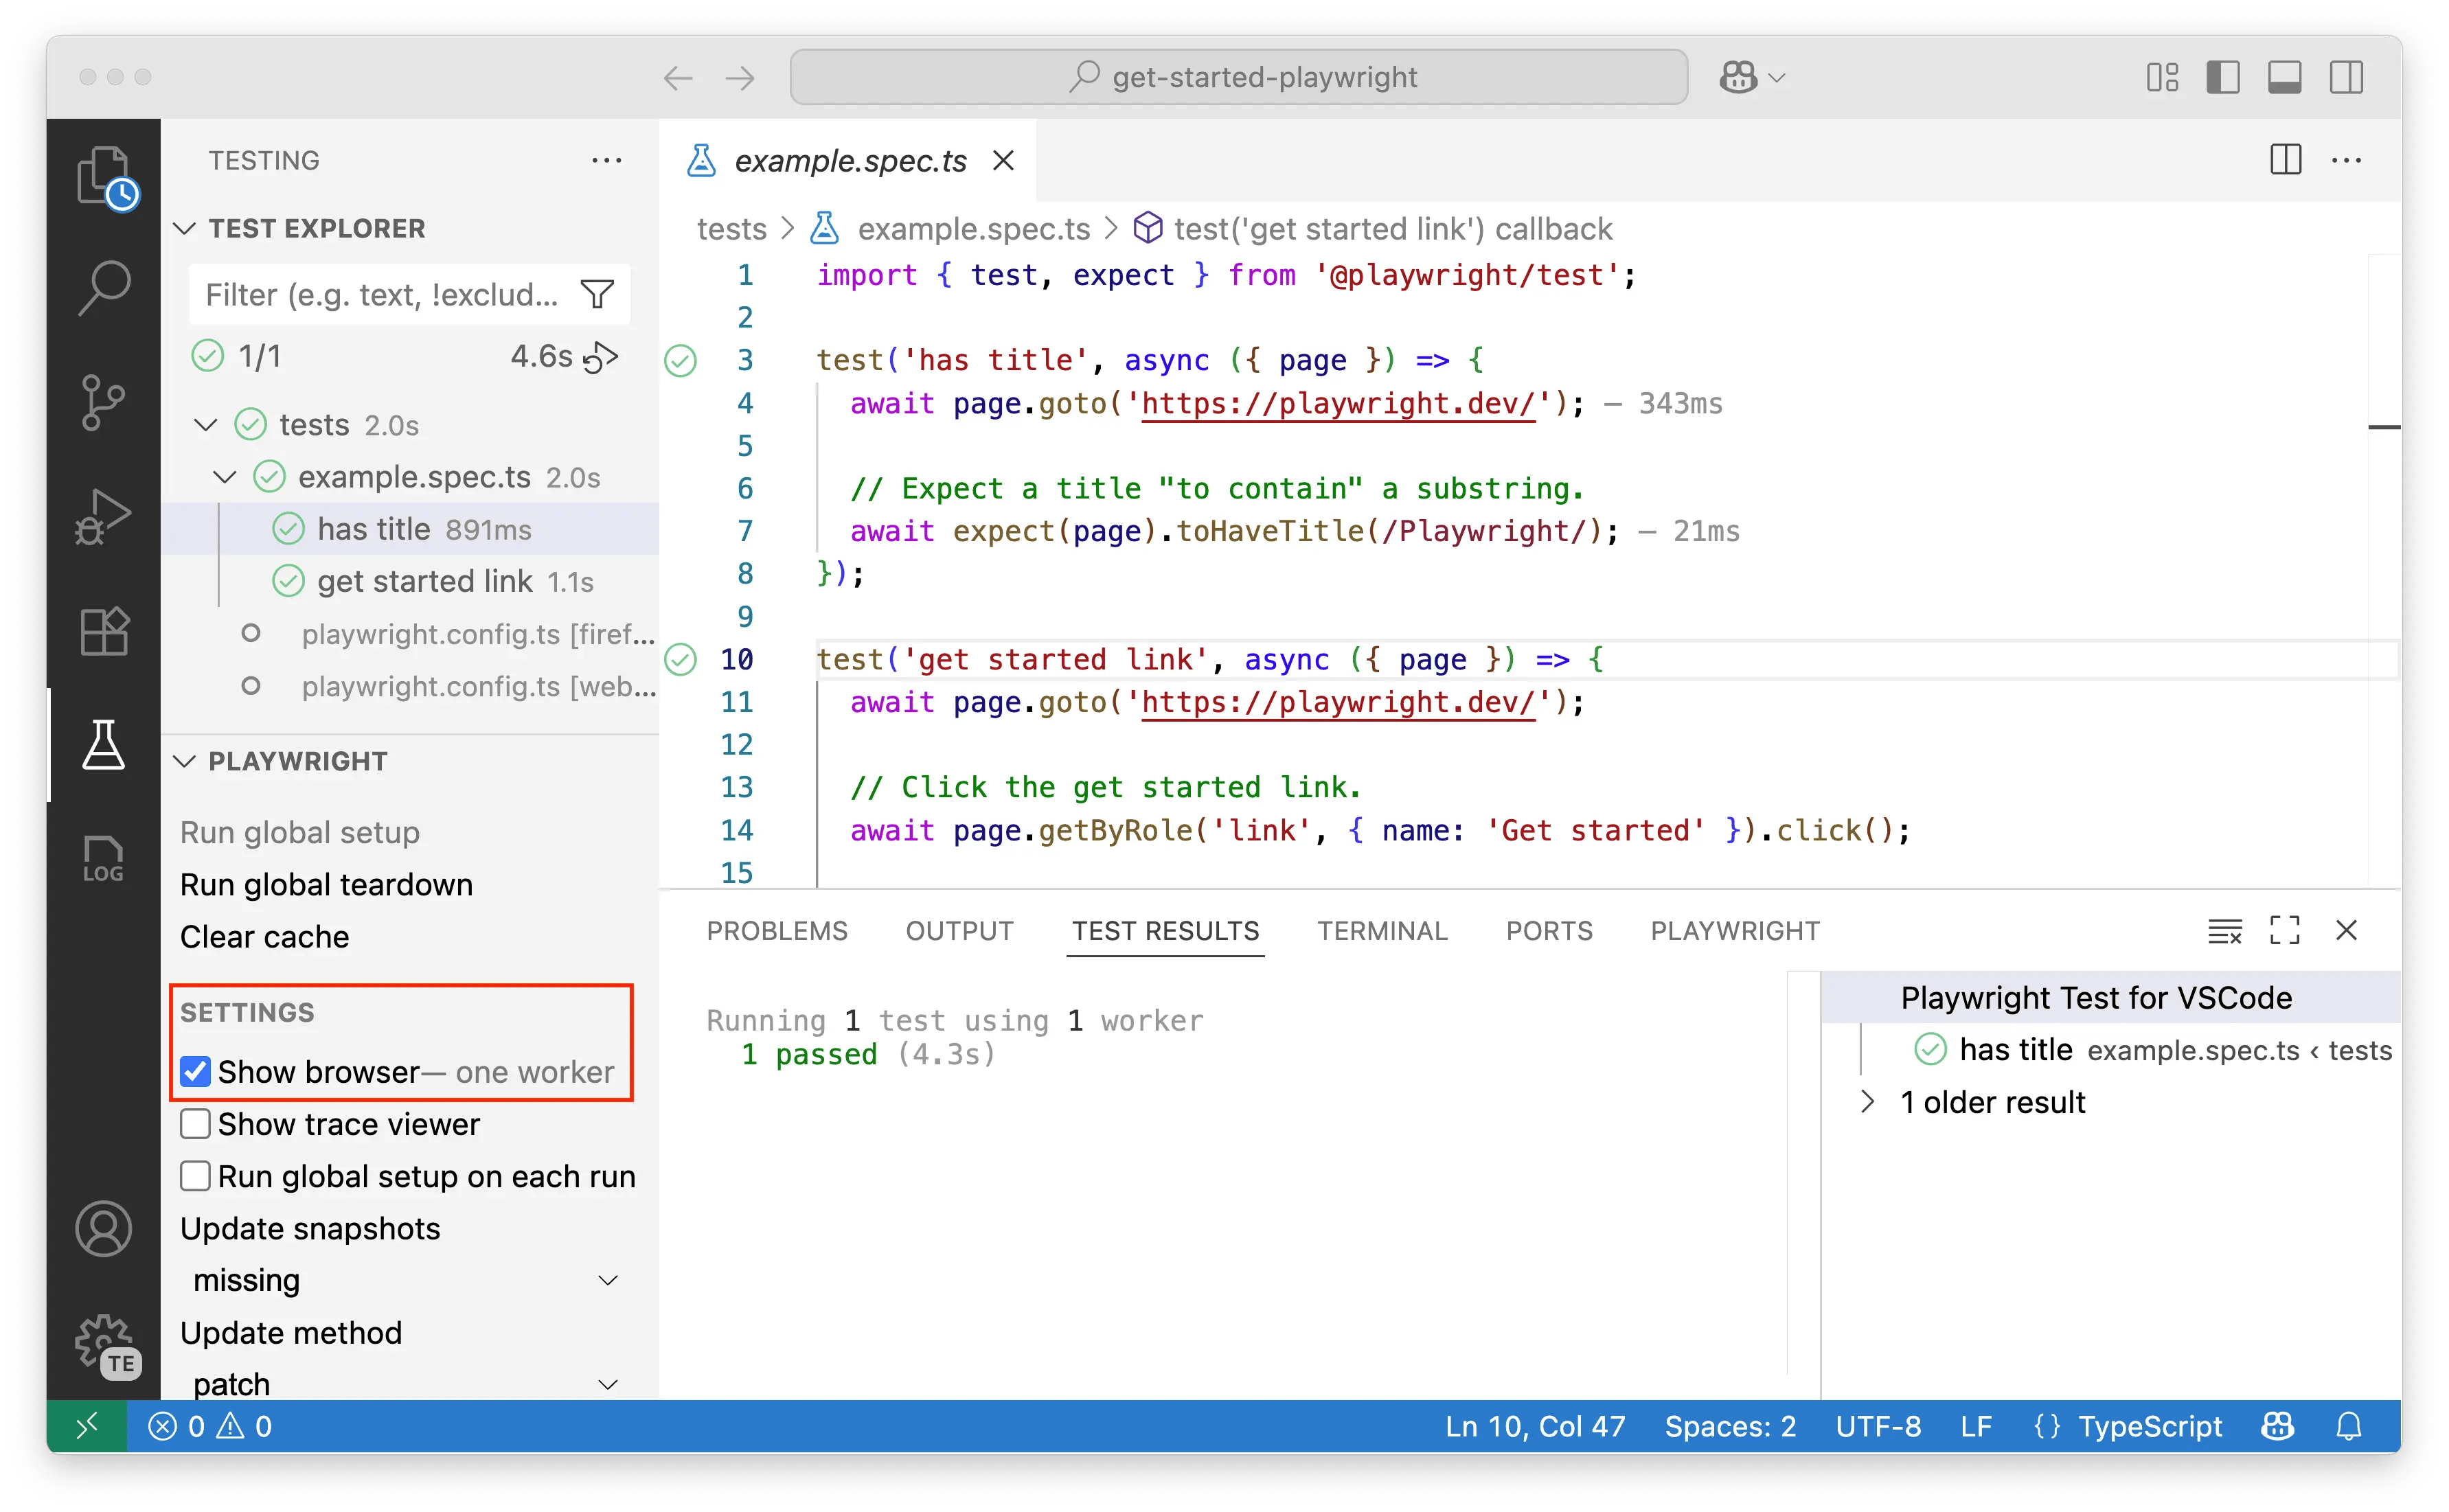 get-started-playwright
TESTING
TEST EXPLORER
Filter (e.g. text, !exclud...
1/1 4.6s
tests 2.0s
example.spec.ts 2.0s
has title 891ms
get started link 1.1s
playwright.config.ts [firef...
playwright.config.ts [web...
PLAYWRIGHT
Run global setup
Run global teardown
Clear cache
SETTINGS
Show browser— one worker
Show trace viewer
Run global setup on each run
Update snapshots
missing
Update method
patch
LOG
TE
example.spec.ts
tests > example.spec.ts > test('get started link') callback
1 import { test, expect } from '@playwright/test';
2
3 test('has title', async ({ page }) => {
4 await page.goto('https://playwright.dev/'); — 343ms
5
6 // Expect a title "to contain" a substring.
7 await expect(page).toHaveTitle(/Playwright/); — 21ms
8 });
9
10 test('get started link', async ({ page }) => {
11 await page.goto('https://playwright.dev/');
12
13 // Click the get started link.
14 await page.getByRole('link', { name: 'Get started' }).click();
15
PROBLEMS OUTPUT TEST RESULTS TERMINAL PORTS PLAYWRIGHT
Running 1 test using 1 worker
1 passed (4.3s)
Playwright Test for VSCode
has title example.spec.ts ‹ tests
1 older result
0 0 Ln 10, Col 47 Spaces: 2 UTF-8 LF {} TypeScript